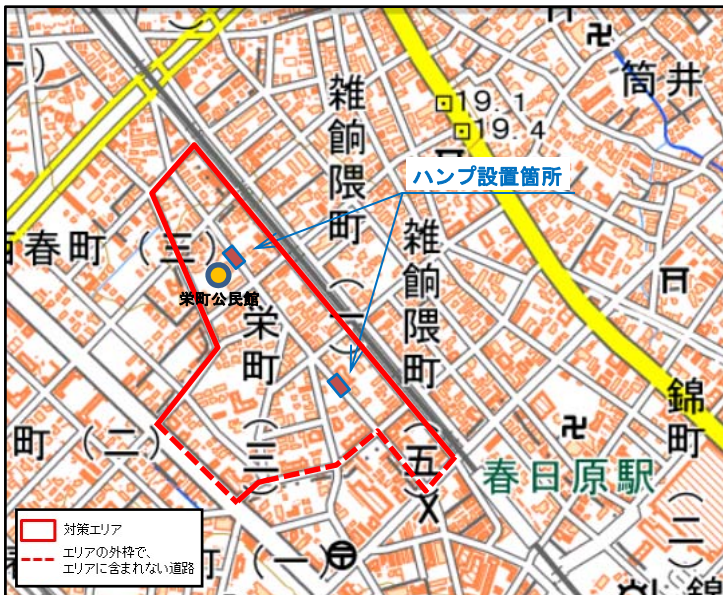 筒井
19.1
19.4
雑餉隈町
(一)
雑餉隈町
(五)
ハンプ設置箇所
百春町(三)
栄町公民館
栄町
(三)
町(二)
(一)
錦町
(二)
春日原駅
錦
対策エリア
エリアの外枠で、
エリアに含まれない道路